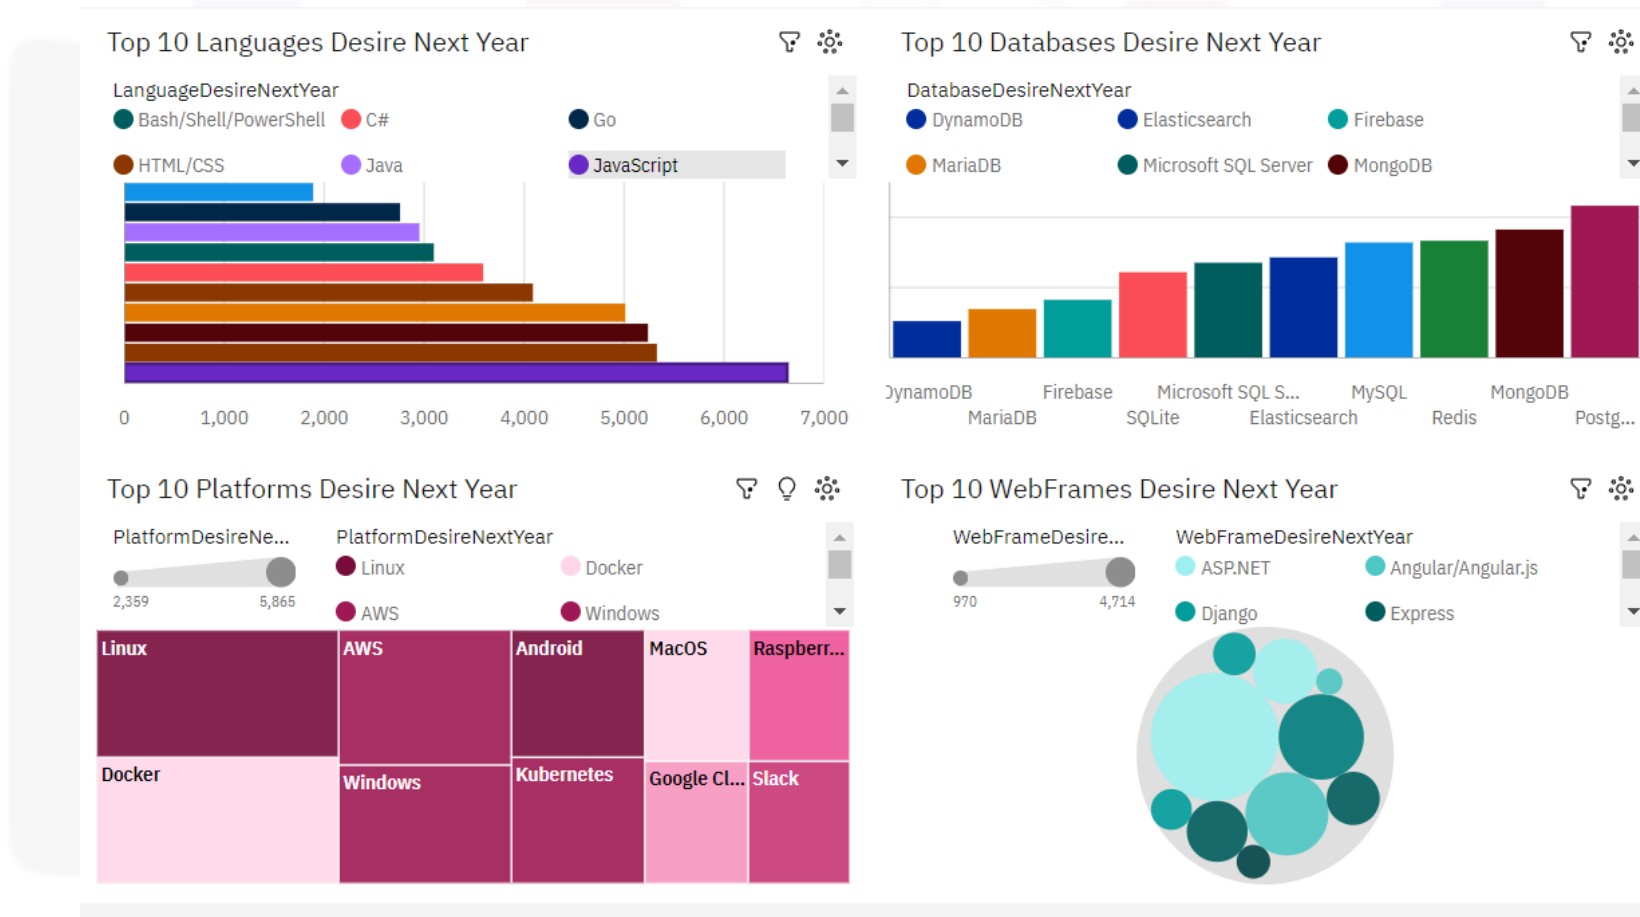 Top 10 Languages Desire Next Year
LanguageDesireNextYear
Bash/Shell/PowerShell C# Go
HTML/CSS Java JavaScript
0 1,000 2,000 3,000 4,000 5,000 6,000 7,000
Top 10 Databases Desire Next Year
DatabaseDesireNextYear
DynamoDB Elasticsearch Firebase
MariaDB Microsoft SQL Server MongoDB
DynamoDB Firebase Microsoft SQL S... MySQL MongoDB
MariaDB SQLite Elasticsearch Redis Postg...
Top 10 Platforms Desire Next Year
PlatformDesireNe... PlatformDesireNextYear
2,359 5,865
Linux Docker
AWS Windows
Linux AWS Android MacOS Raspberr...
Docker Windows Kubernetes Google Cl... Slack
Top 10 WebFrames Desire Next Year
WebFrameDesire... WebFrameDesireNextYear
970 4,714
ASP.NET Angular/Angular.js
Django Express